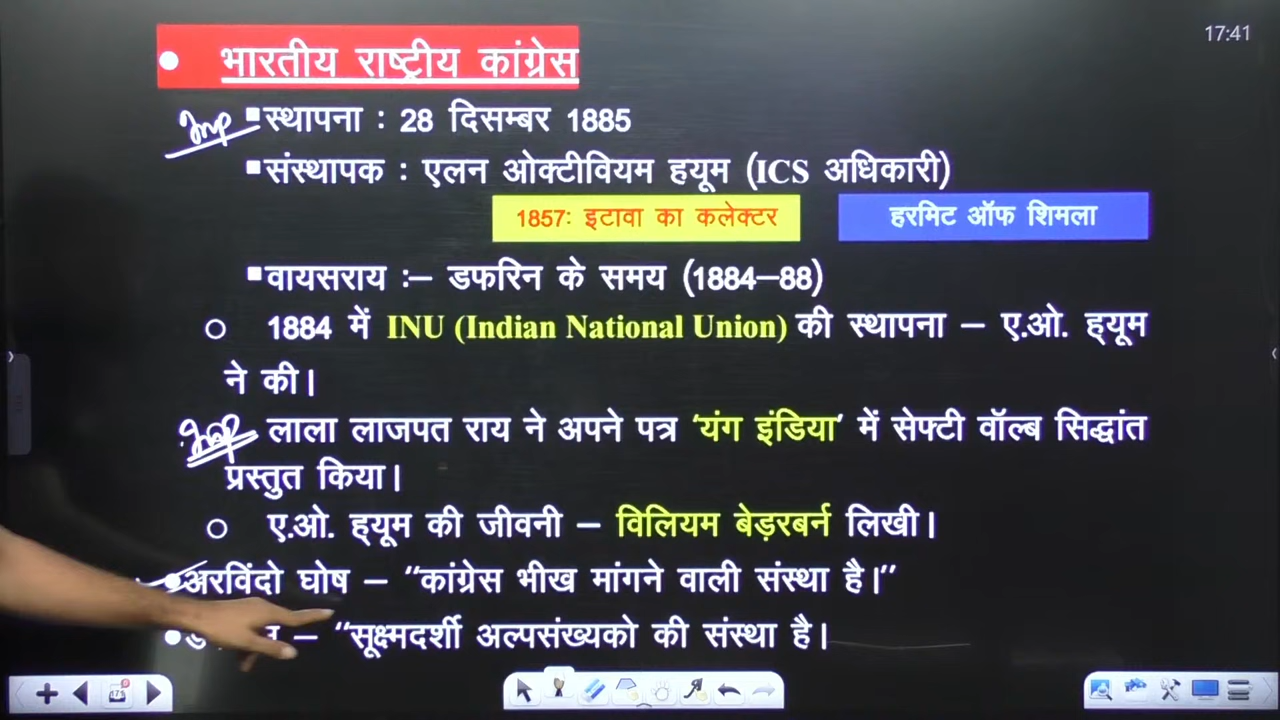 17:41
भारतीय राष्ट्रीय कांग्रेस
Imp स्थापना : 28 दिसम्बर 1885
संस्थापक : एलन ओक्टीवियम हयूम (ICS अधिकारी)
1857: इटावा का कलेक्टर हरमिट ऑफ शिमला
वायसराय :– डफरिन के समय (1884–88)
1884 में INU (Indian National Union) की स्थापना – ए.ओ. ह्यूम
ने की।
Imp लाला लाजपत राय ने अपने पत्र ‘यंग इंडिया’ में सेफ्टी वॉल्ब सिद्धांत
प्रस्तुत किया।
ए.ओ. ह्यूम की जीवनी – विलियम बेड़रबर्न लिखी।
अरविंदो घोष – ‘‘कांग्रेस भीख मांगने वाली संस्था है।’’
– ‘‘सूक्ष्मदर्शी अल्पसंख्यको की संस्था है।